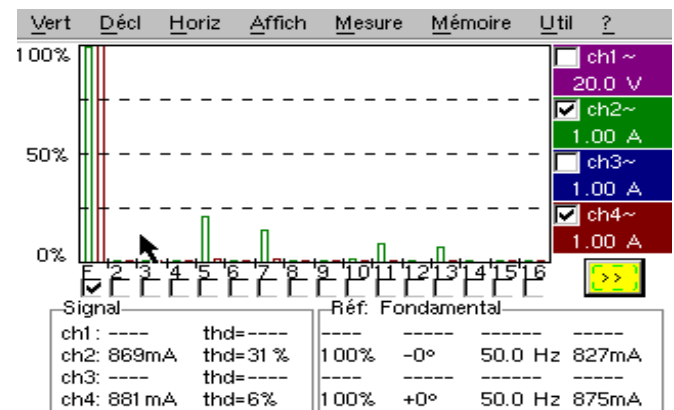 Vert Décl Horiz Affich Mesure Mémoire Util ?
100%
ch1~
20.0 V
ch2~
1.00 A
50%
ch3~
1.00 A
ch4~
1.00 A
0%
F 2 3 4 5 6 7 8 9 10 11 12 13 14 15 16
>>
Signal Réf: Fondamental
ch1: ---- thd=---- ---- ----- ------ -----
ch2: 869mA thd=31% 100% -0° 50.0 Hz 827mA
ch3: ---- thd=---- ---- ----- ------ -----
ch4: 881mA thd=6% 100% +0° 50.0 Hz 875mA